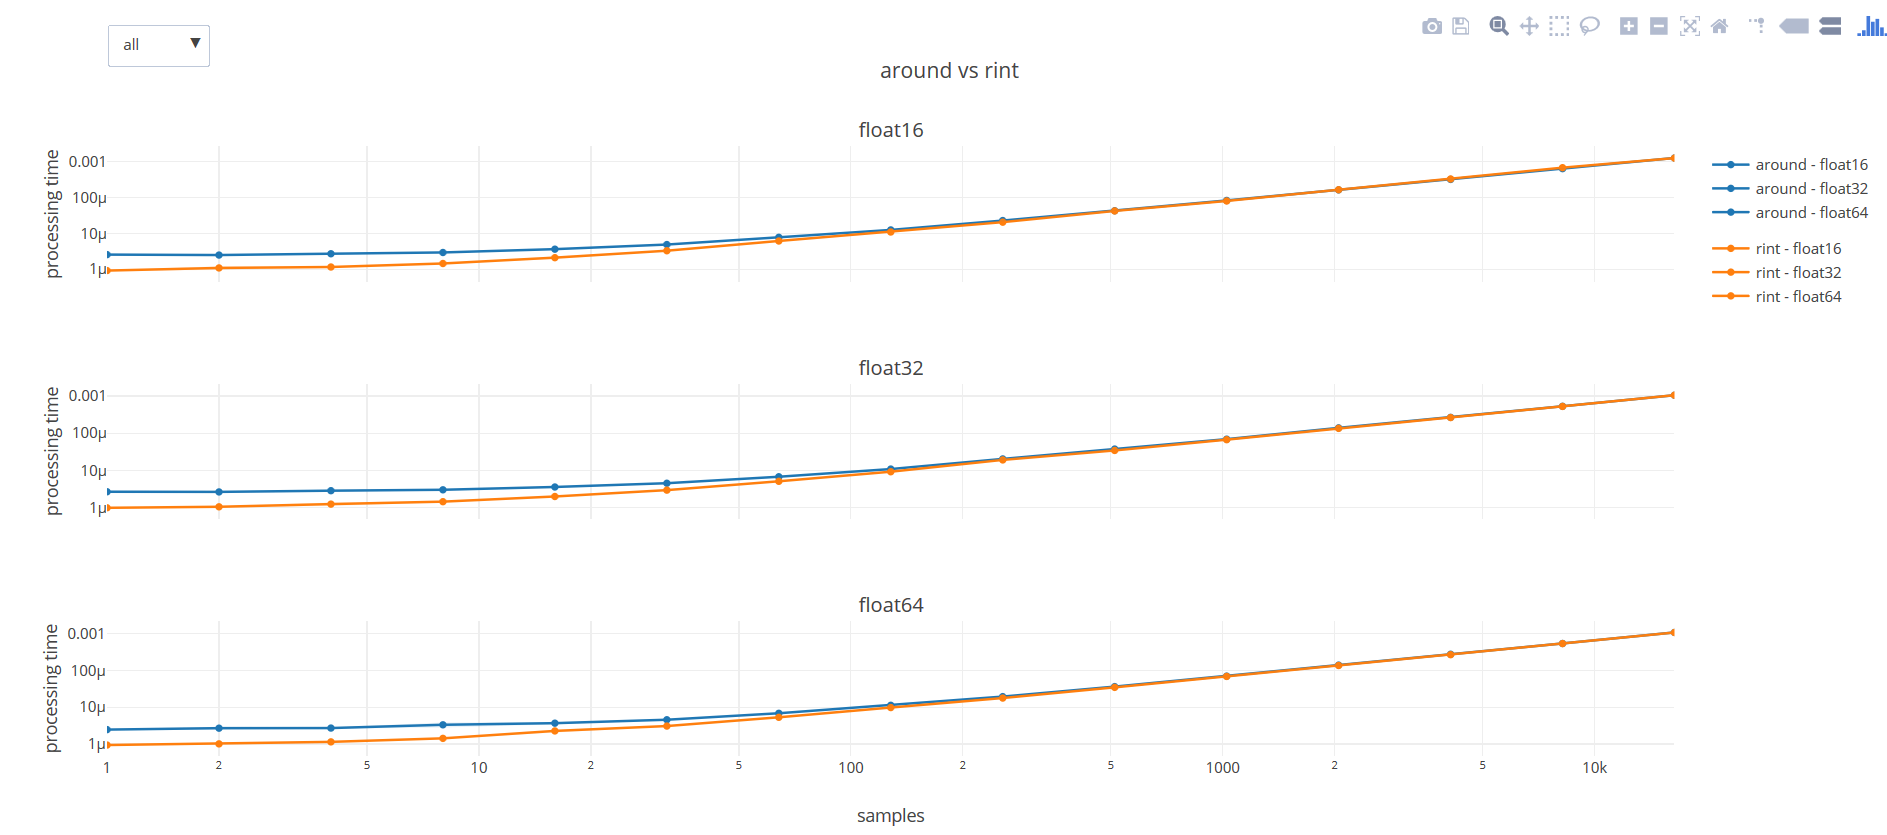 all ▼
around vs rint
float16
processing time
0.001
100µ
10µ
1µ
around - float16
around - float32
around - float64
rint - float16
rint - float32
rint - float64
float32
processing time
0.001
100µ
10µ
1µ
float64
processing time
0.001
100µ
10µ
1µ
1 2 5 10 2 5 100 2 5 1000 2 5 10k
samples